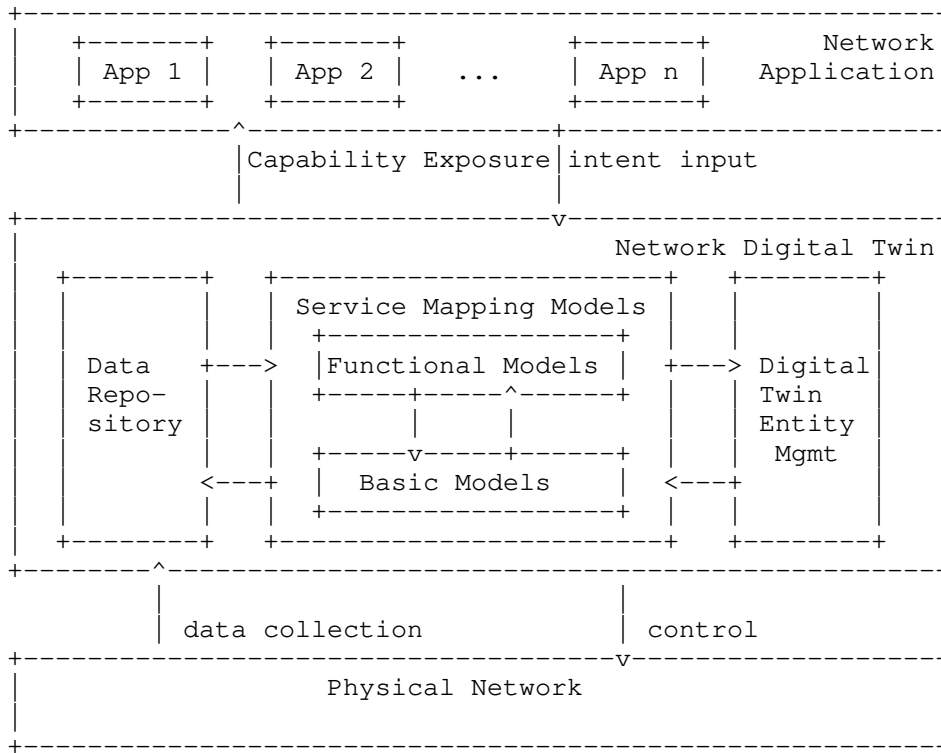 Network
App 1 App 2 ... App n Application
Capability Exposure intent input
Network Digital Twin
Service Mapping Models
Data Functional Models Digital
Repo- Twin
sitory Entity
Mgmt
Basic Models
data collection control
Physical Network